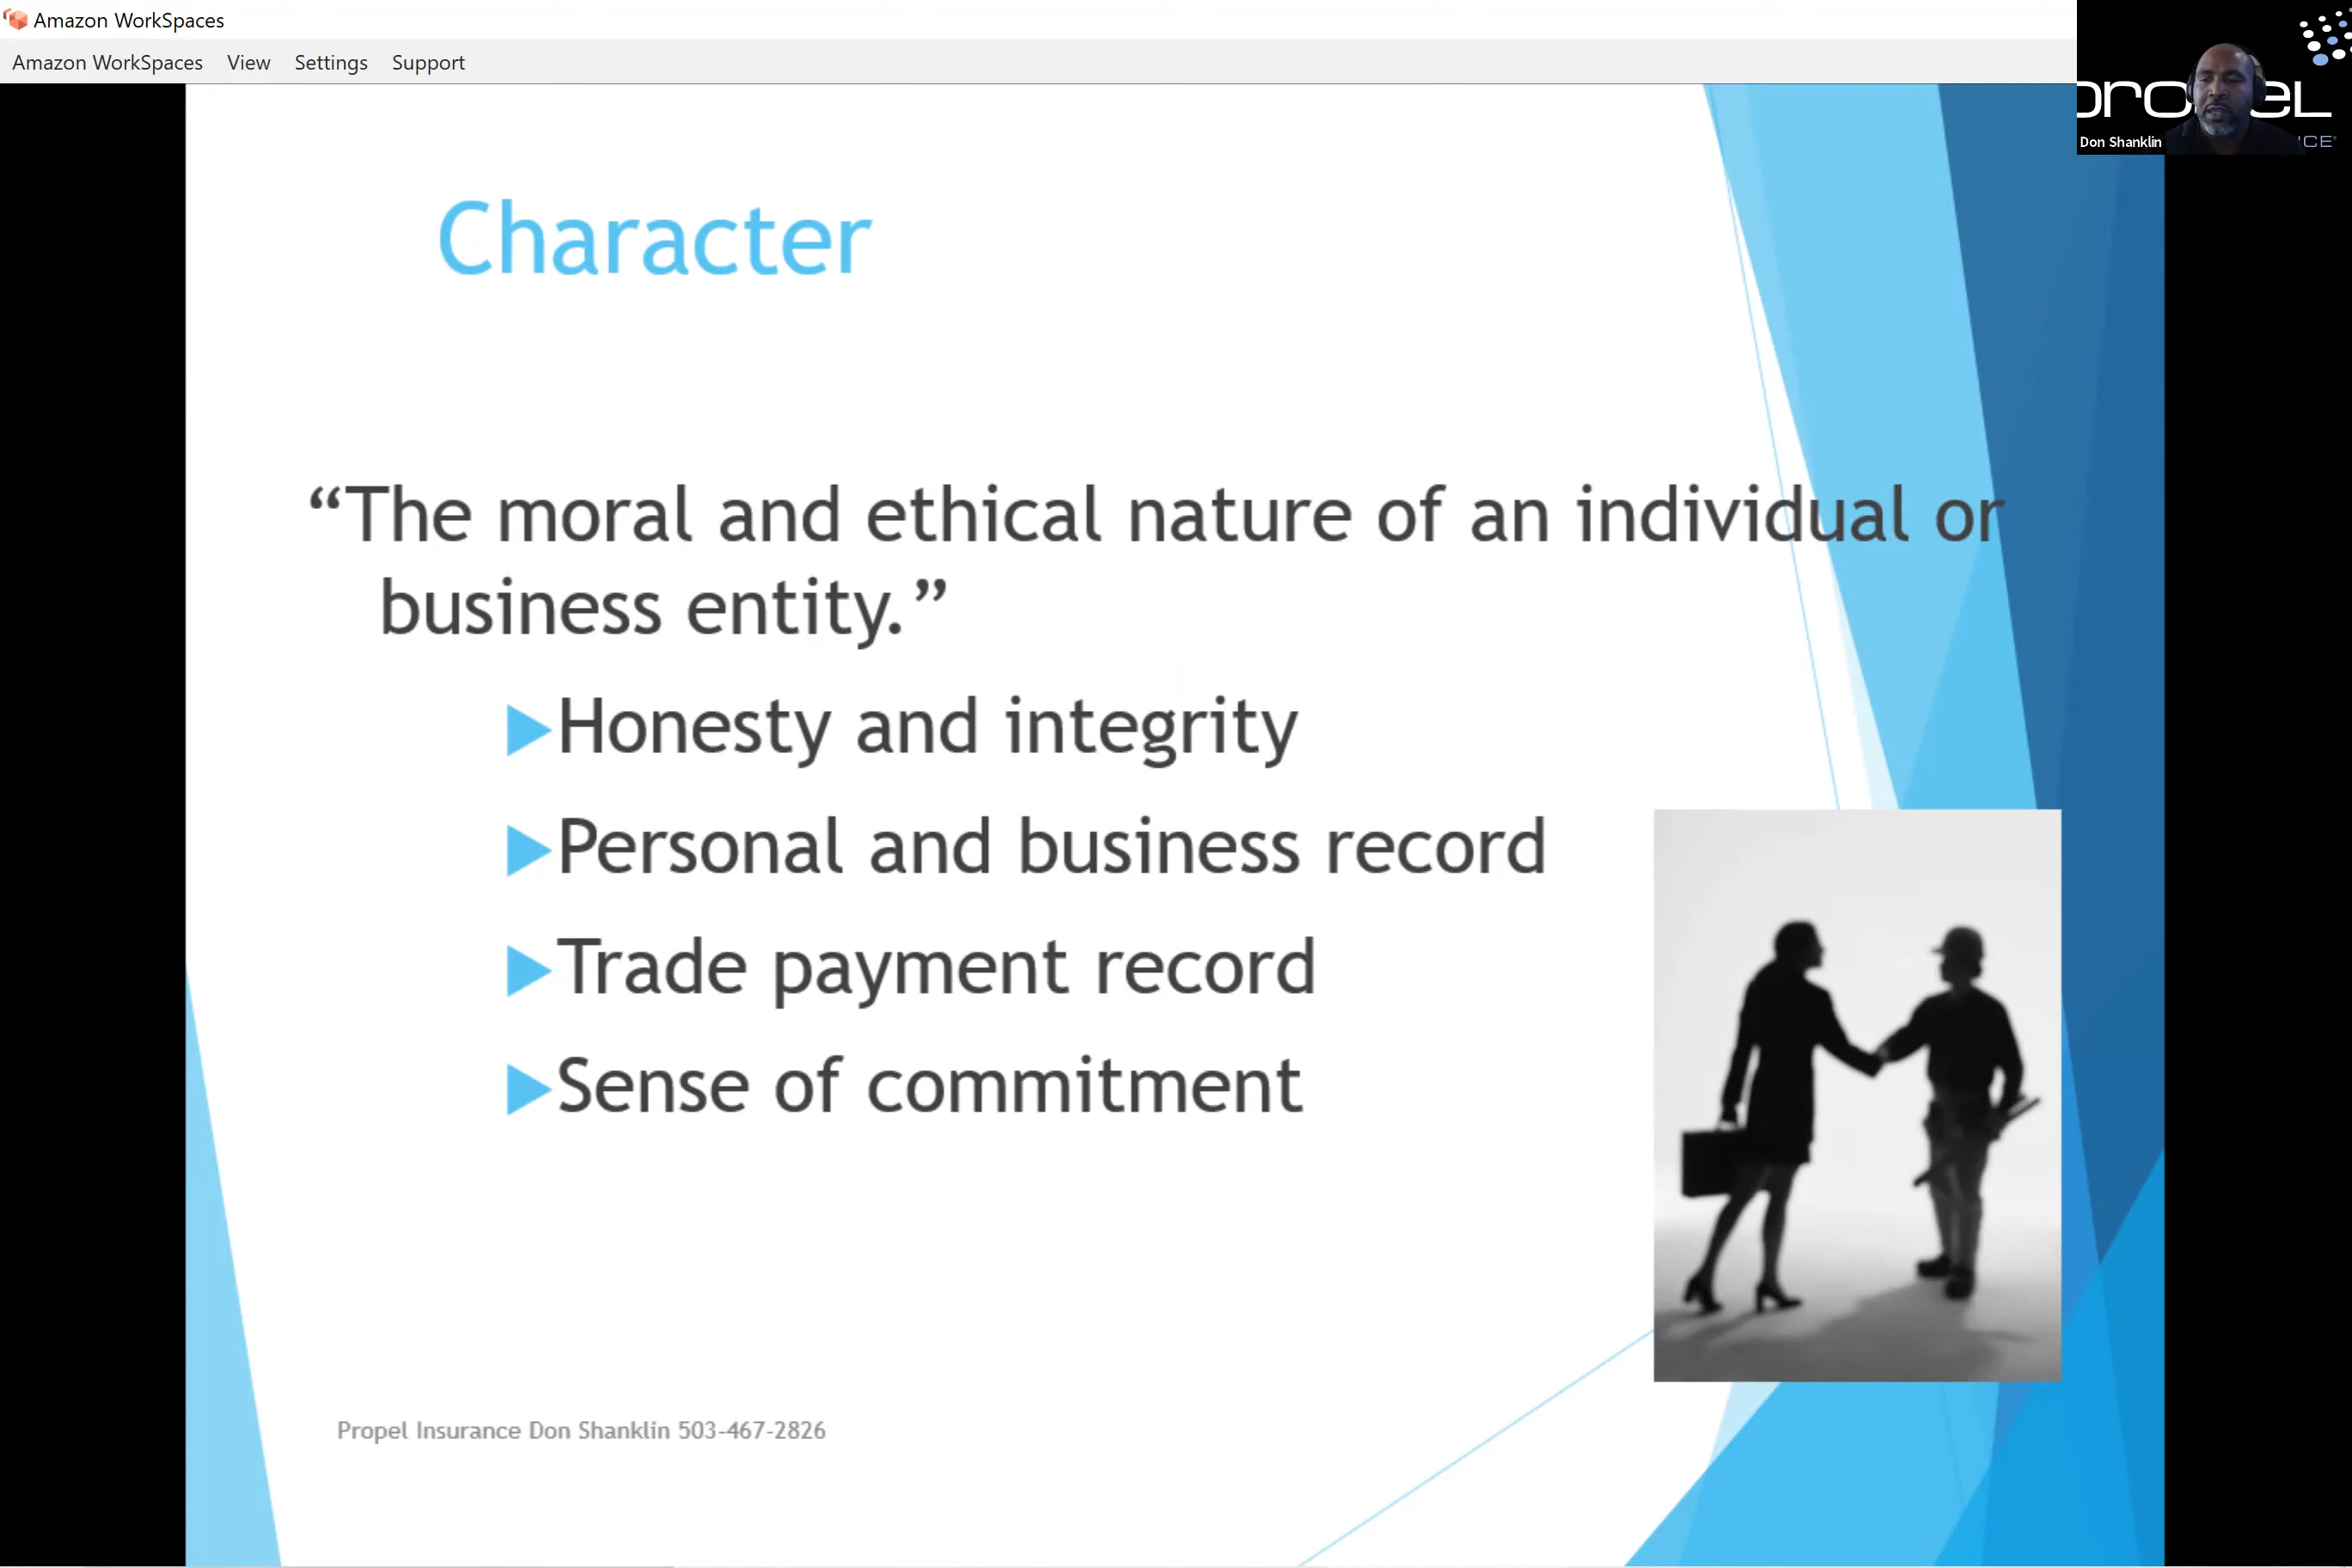 Amazon WorkSpaces
Amazon WorkSpaces View Settings Support
Don Shanklin
Character
“The moral and ethical nature of an individual or
business entity.”
Honesty and integrity
Personal and business record
Trade payment record
Sense of commitment
Propel Insurance Don Shanklin 503-467-2826